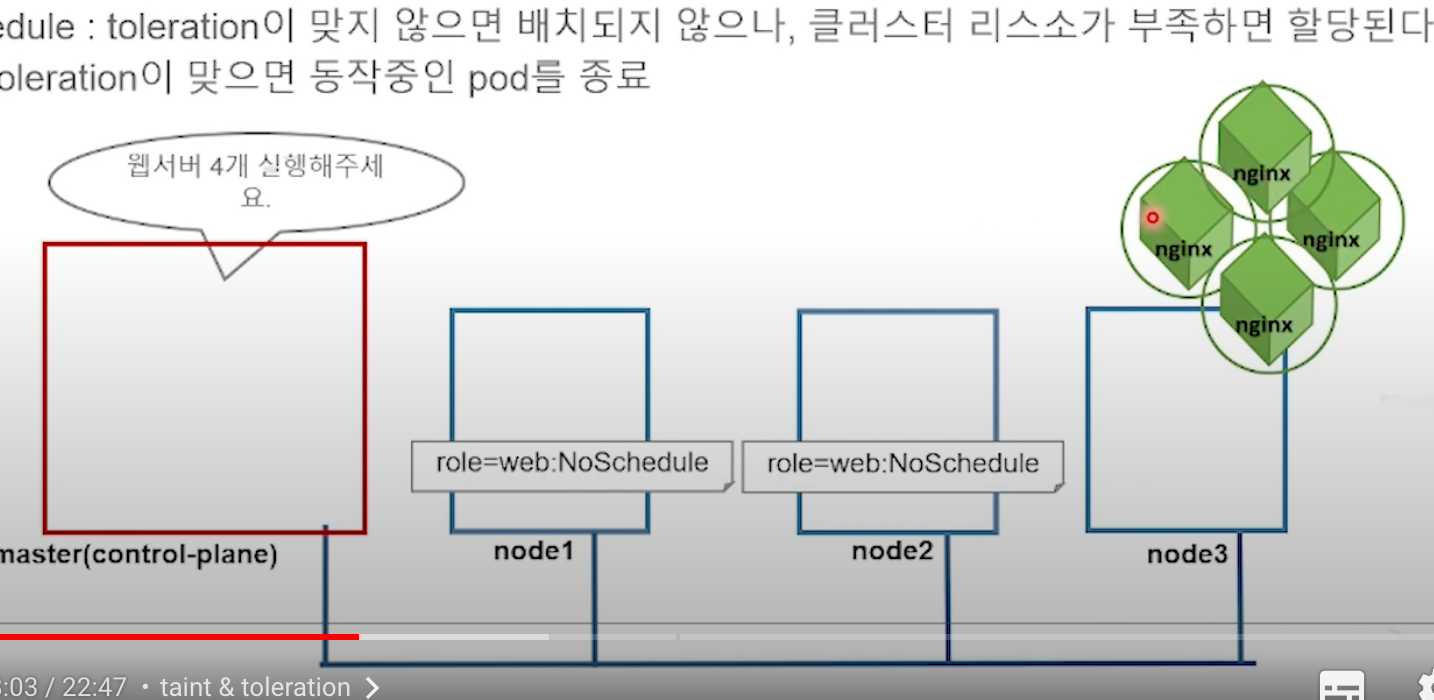 edule : toleration이 맞지 않으면 배치되지 않으나, 클러스터 리스소가 부족하면 할당된다
oleration이 맞으면 동작중인 pod를 종료
웹서버 4개 실행해주세
요.
nginx
nginx
nginx
nginx
role=web:NoSchedule
role=web:NoSchedule
master(control-plane)
node1
node2
node3
:03 / 22:47 • taint & toleration